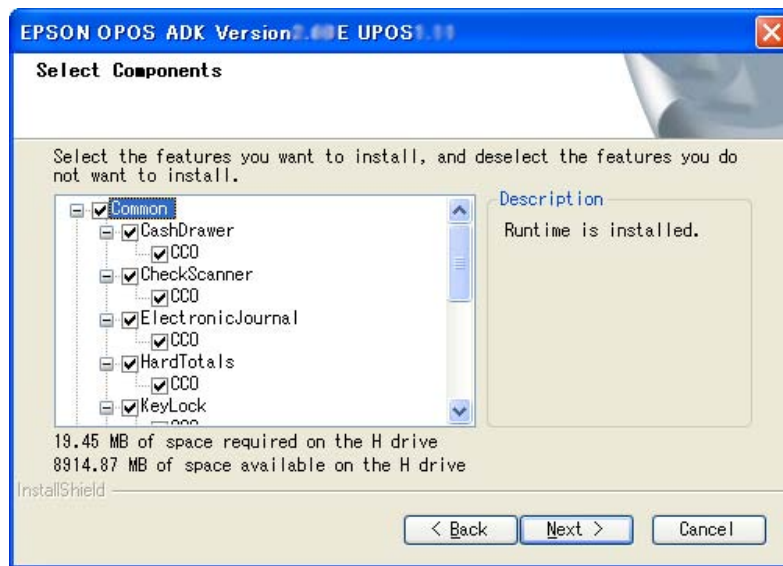 EPSON OPOS ADK Version E UPOS
Select Components
Select the features you want to install, and deselect the features you do
not want to install.
Common
CashDrawer
CCO
CheckScanner
CCO
ElectronicJournal
CCO
HardTotals
CCO
KeyLock
Description
Runtime is installed.
19.45 MB of space required on the H drive
8914.87 MB of space available on the H drive
InstallShield
< Back
Next >
Cancel